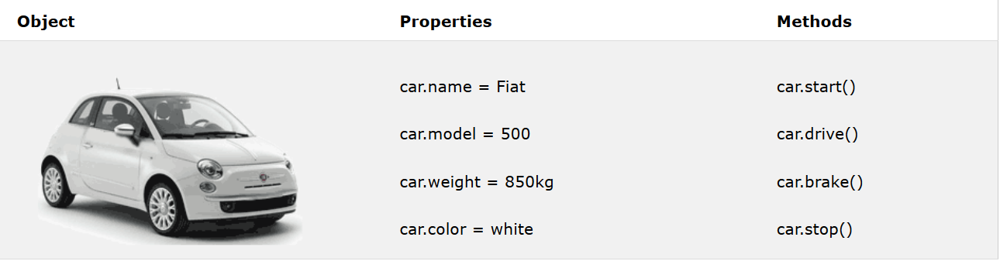 Object Properties Methods
car.name = Fiat car.start()
car.model = 500 car.drive()
car.weight = 850kg car.brake()
car.color = white car.stop()